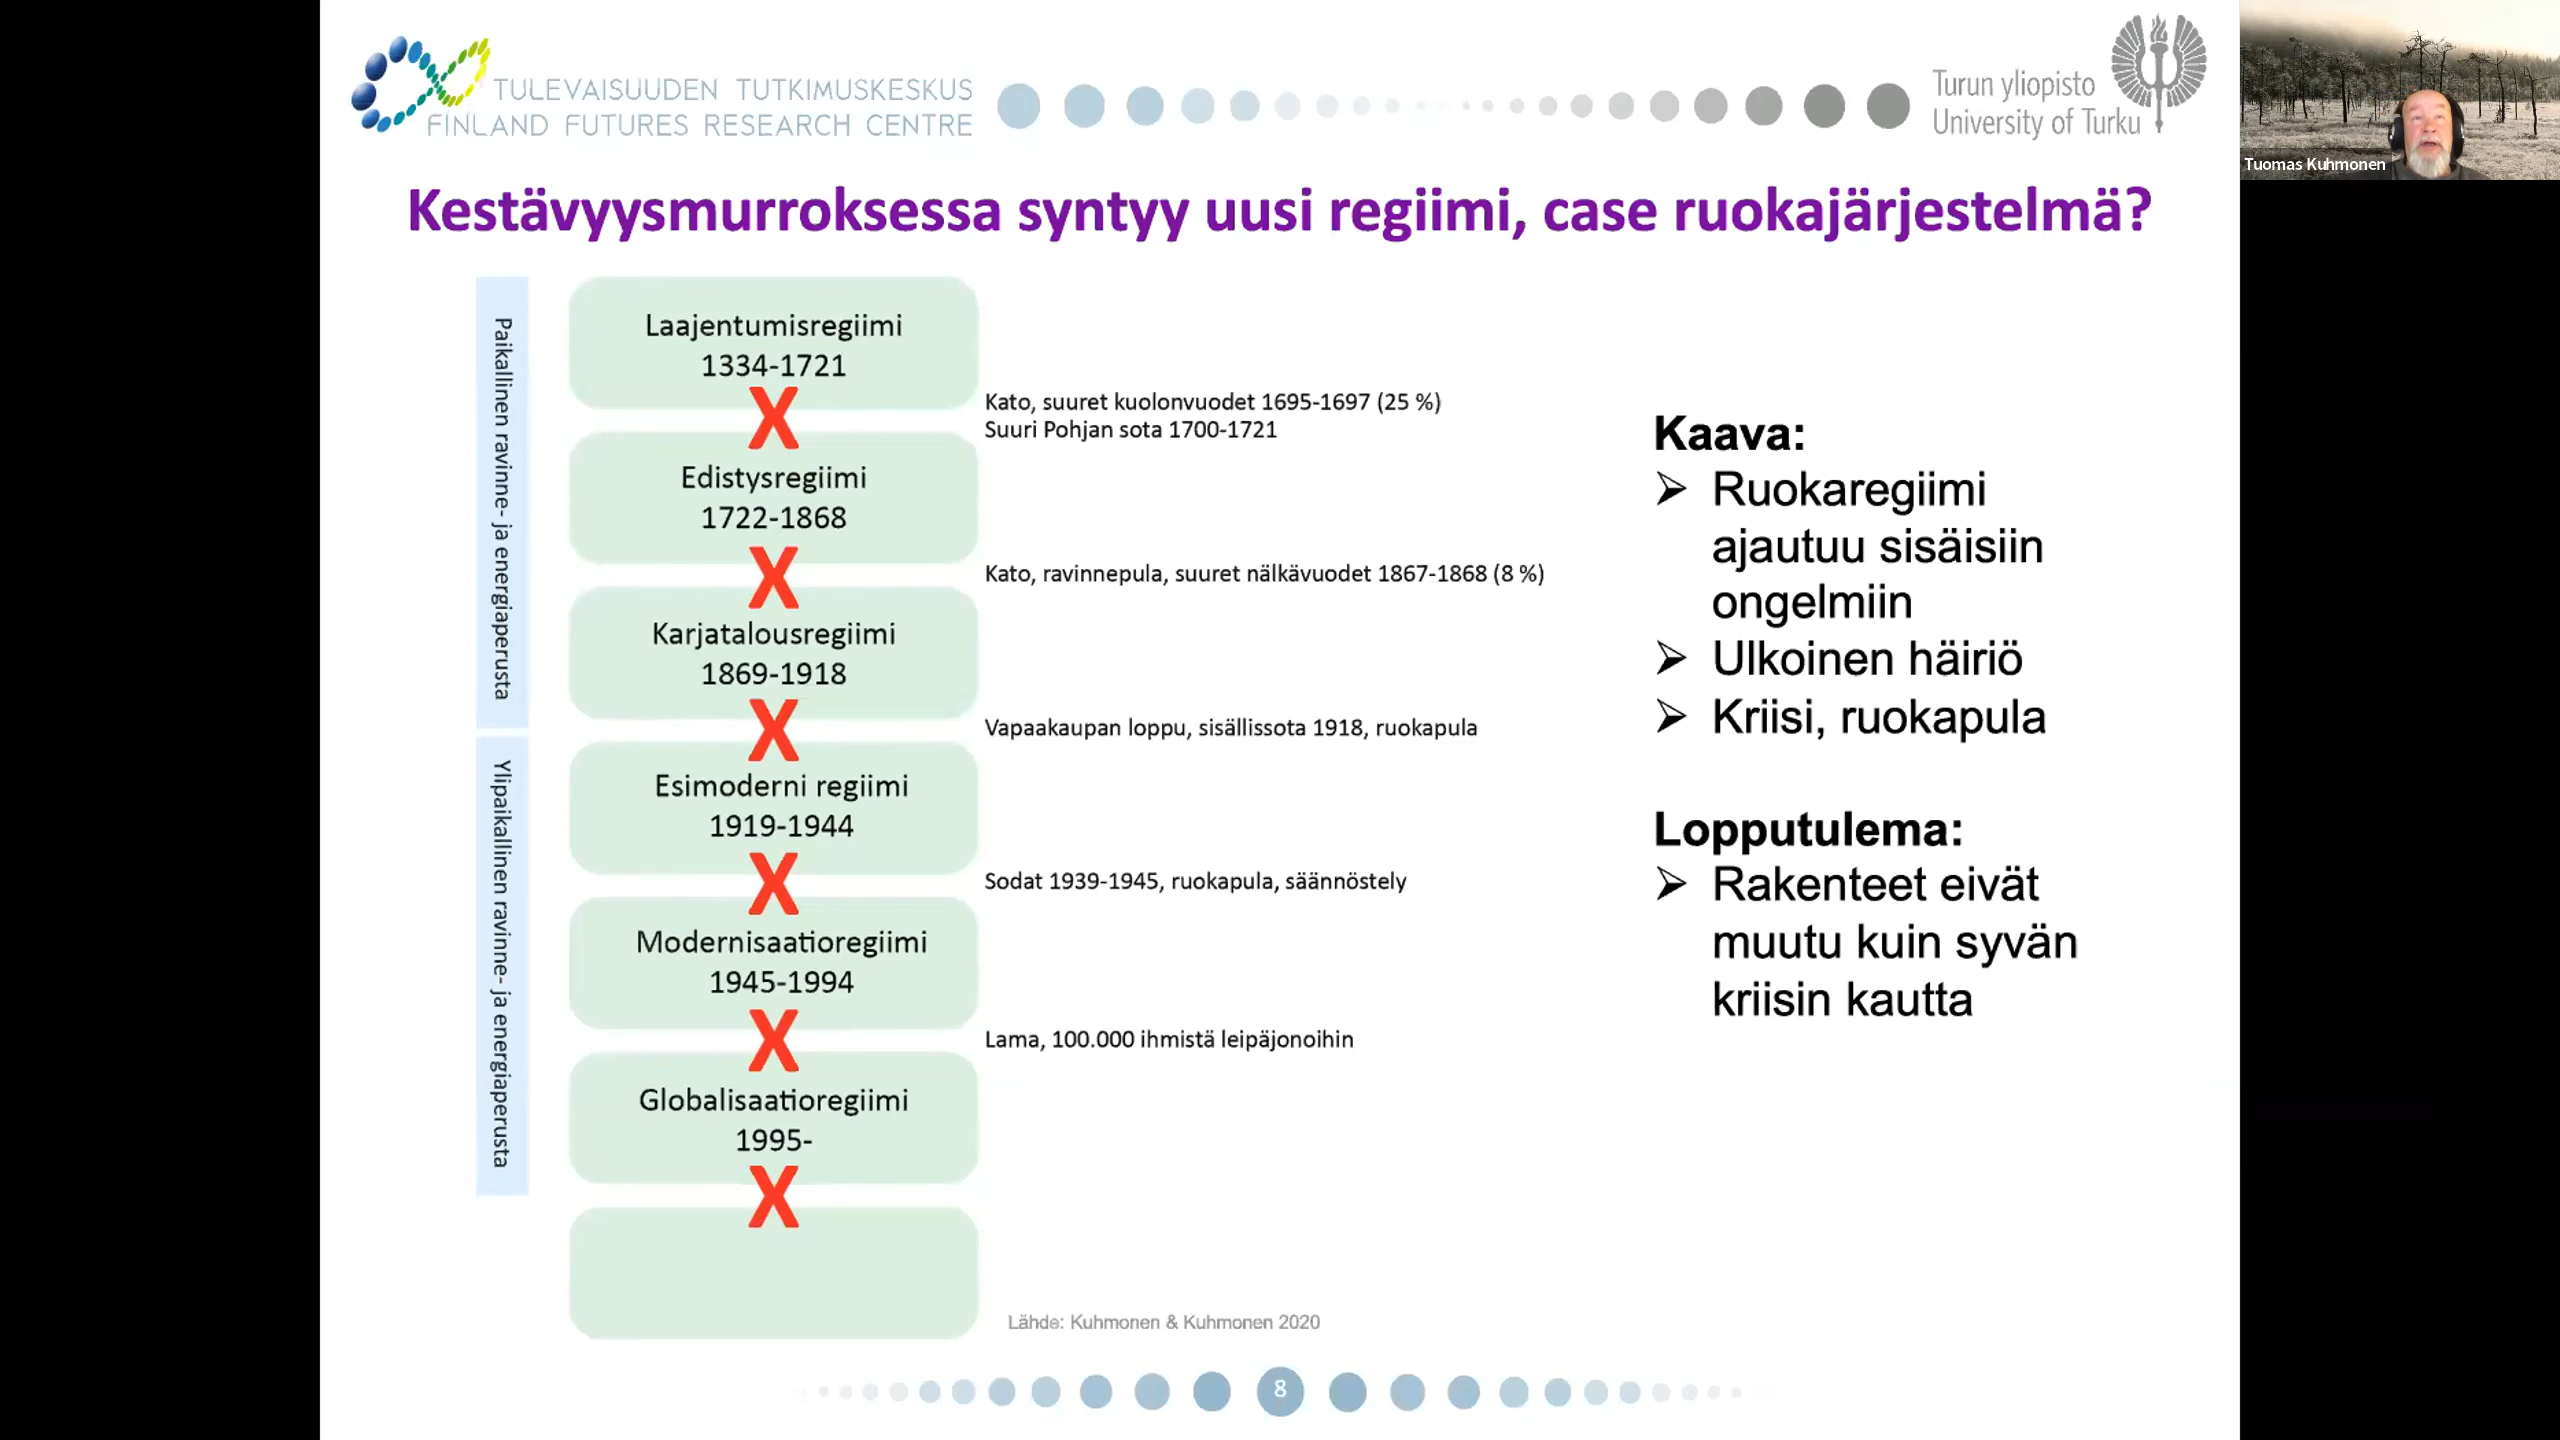 TULEVAISUUDEN TUTKIMUSKESKUS
FINLAND FUTURES RESEARCH CENTRE
Turun yliopisto
University of Turku
Tuomas Kuhmonen
Kestävyysmurroksessa syntyy uusi regiimi, case ruokajärjestelmä?
Paikallinen ravinne- ja energiaperusta
Ylipaikallinen ravinne- ja energiaperusta
Laajentumisregiimi
1334-1721
X
Kato, suuret kuolonvuodet 1695-1697 (25 %)
Suuri Pohjan sota 1700-1721
Edistysregiimi
1722-1868
X
Kato, ravinnepula, suuret nälkävuodet 1867-1868 (8 %)
Karjatalousregiimi
1869-1918
X
Vapaakaupan loppu, sisällissota 1918, ruokapula
Esimoderni regiimi
1919-1944
X
Sodat 1939-1945, ruokapula, säännöstely
Modernisaatioregiimi
1945-1994
X
Lama, 100.000 ihmistä leipäjonoihin
Globalisaatioregiimi
1995-
X
Kaava:
➢ Ruokaregiimi
ajautuu sisäisiin
ongelmiin
➢ Ulkoinen häiriö
➢ Kriisi, ruokapula
Lopputulema:
➢ Rakenteet eivät
muutu kuin syvän
kriisin kautta
Lähde: Kuhmonen & Kuhmonen 2020
8